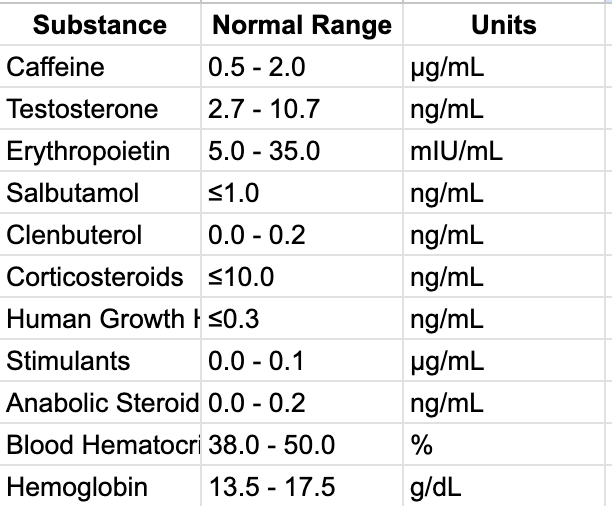 Substance Normal Range Units
Caffeine 0.5 - 2.0 µg/mL
Testosterone 2.7 - 10.7 ng/mL
Erythropoietin 5.0 - 35.0 mIU/mL
Salbutamol ≤1.0 ng/mL
Clenbuterol 0.0 - 0.2 ng/mL
Corticosteroids ≤10.0 ng/mL
Human Growth ≤0.3 ng/mL
Stimulants 0.0 - 0.1 µg/mL
Anabolic Steroid 0.0 - 0.2 ng/mL
Blood Hematocri 38.0 - 50.0 %
Hemoglobin 13.5 - 17.5 g/dL